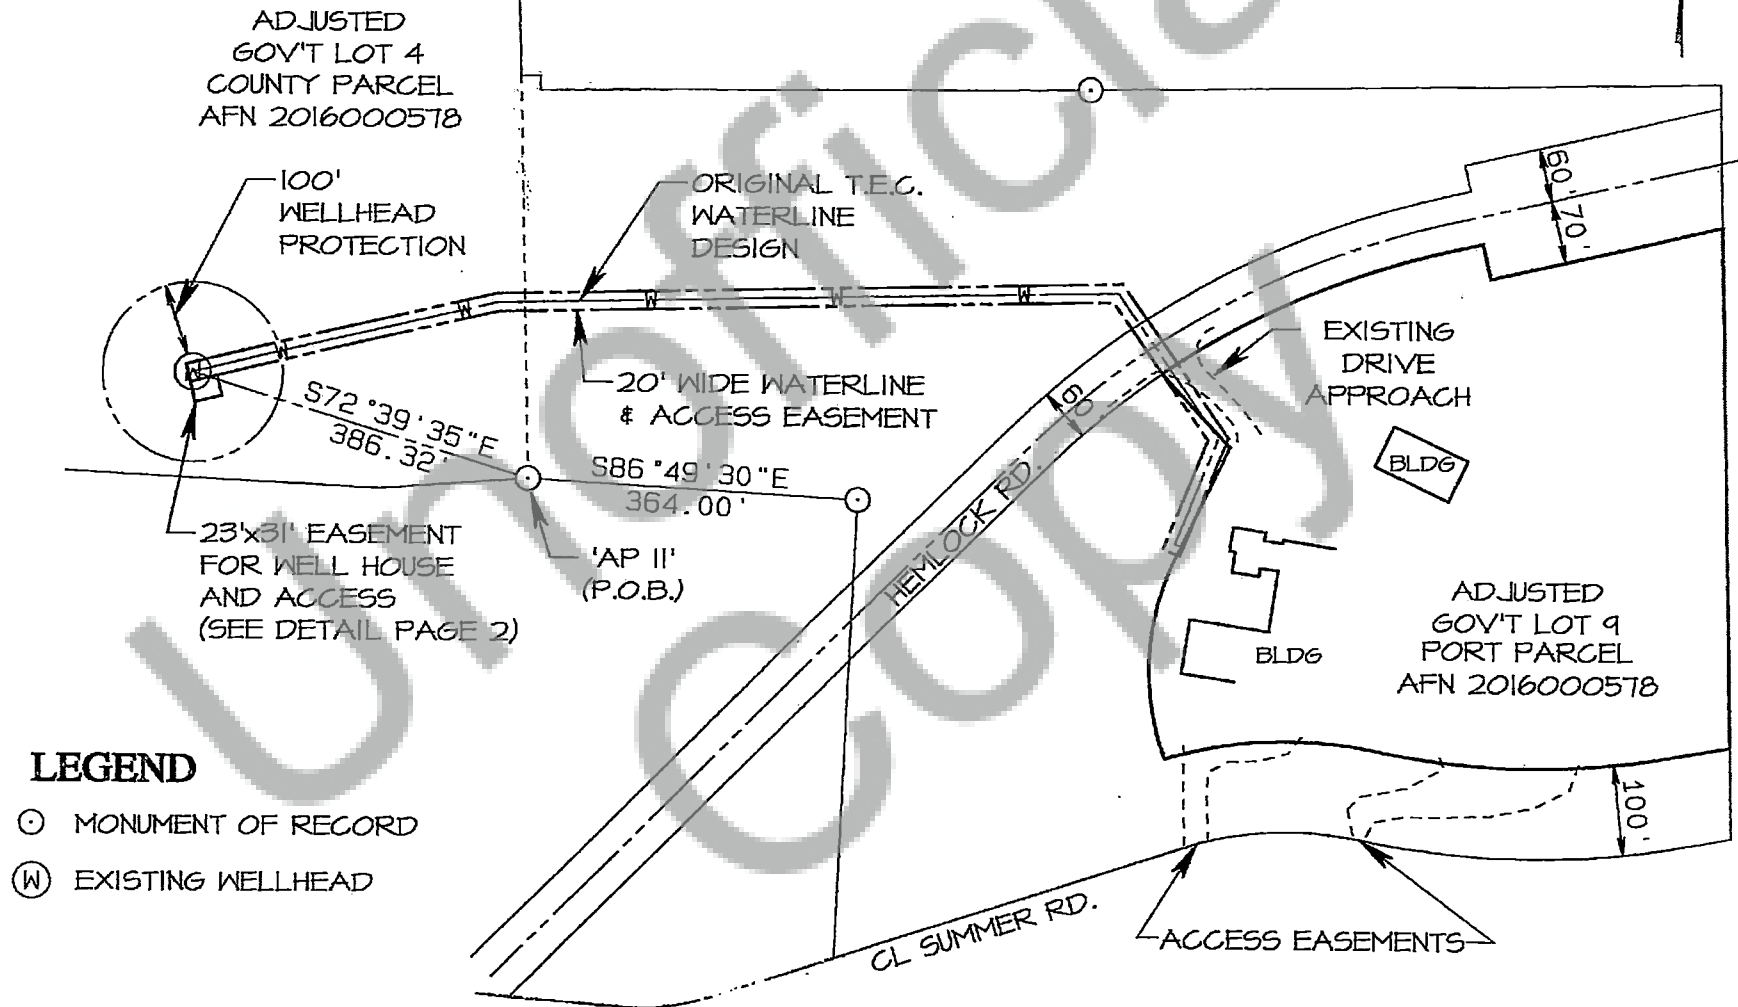 ADJUSTED
GOV'T LOT 4
COUNTY PARCEL
AFN 2016000578
100'
WELLHEAD
PROTECTION
ORIGINAL T.E.C.
WATERLINE
DESIGN
60'
70'
W
W
W
W
W
W
20' WIDE WATERLINE
& ACCESS EASEMENT
EXISTING
DRIVE
APPROACH
60'
S72°39'35"E
386.32'
S86°49'30"E
364.00'
HEMLOCK RD.
BLDG
23'x31' EASEMENT
FOR WELL HOUSE
AND ACCESS
(SEE DETAIL PAGE 2)
'AP 11'
(P.O.B.)
BLDG
ADJUSTED
GOV'T LOT 9
PORT PARCEL
AFN 2016000578
LEGEND
MONUMENT OF RECORD
W EXISTING WELLHEAD
100'
CL SUMMER RD.
ACCESS EASEMENTS
Unofficial
Copy